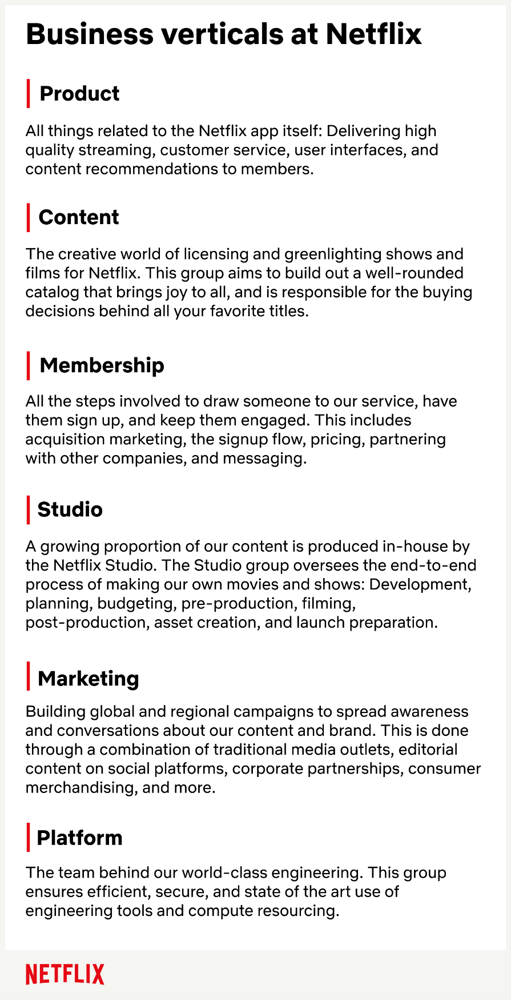 Business verticals at Netflix
Product
All things related to the Netflix app itself: Delivering high
quality streaming, customer service, user interfaces, and
content recommendations to members.
Content
The creative world of licensing and greenlighting shows and
films for Netflix. This group aims to build out a well-rounded
catalog that brings joy to all, and is responsible for the buying
decisions behind all your favorite titles.
Membership
All the steps involved to draw someone to our service, have
them sign up, and keep them engaged. This includes
acquisition marketing, the signup flow, pricing, partnering
with other companies, and messaging.
Studio
A growing proportion of our content is produced in-house by
the Netflix Studio. The Studio group oversees the end-to-end
process of making our own movies and shows: Development,
planning, budgeting, pre-production, filming,
post-production, asset creation, and launch preparation.
Marketing
Building global and regional campaigns to spread awareness
and conversations about our content and brand. This is done
through a combination of traditional media outlets, editorial
content on social platforms, corporate partnerships, consumer
merchandising, and more.
Platform
The team behind our world-class engineering. This group
ensures efficient, secure, and state of the art use of
engineering tools and compute resourcing.
NETFLIX